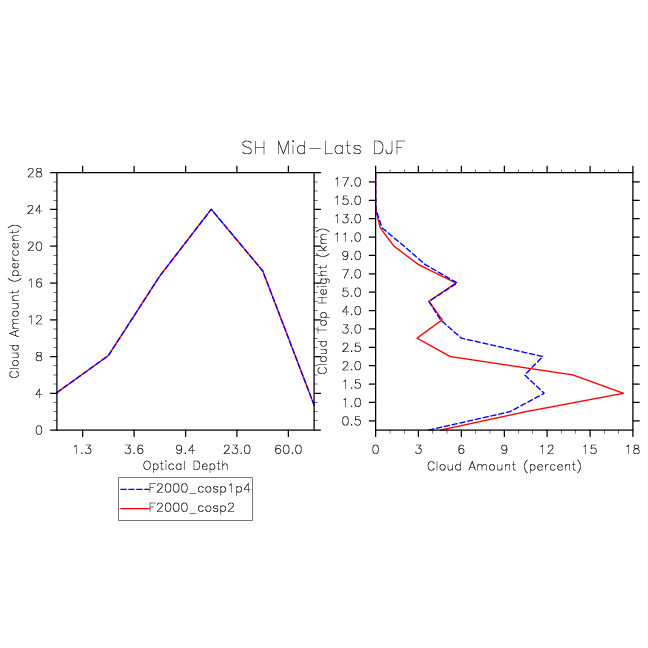 SH Mid-Lats DJF
Cloud Amount (percent)
28
24
20
16
12
8
4
0
1.3 3.6 9.4 23.0 60.0
Optical Depth
Cloud Top Height (km)
17.0
15.0
13.0
11.0
9.0
7.0
5.0
4.0
3.0
2.5
2.0
1.5
1.0
0.5
0 3 6 9 12 15 18
Cloud Amount (percent)
F2000_cosp1p4
F2000_cosp2